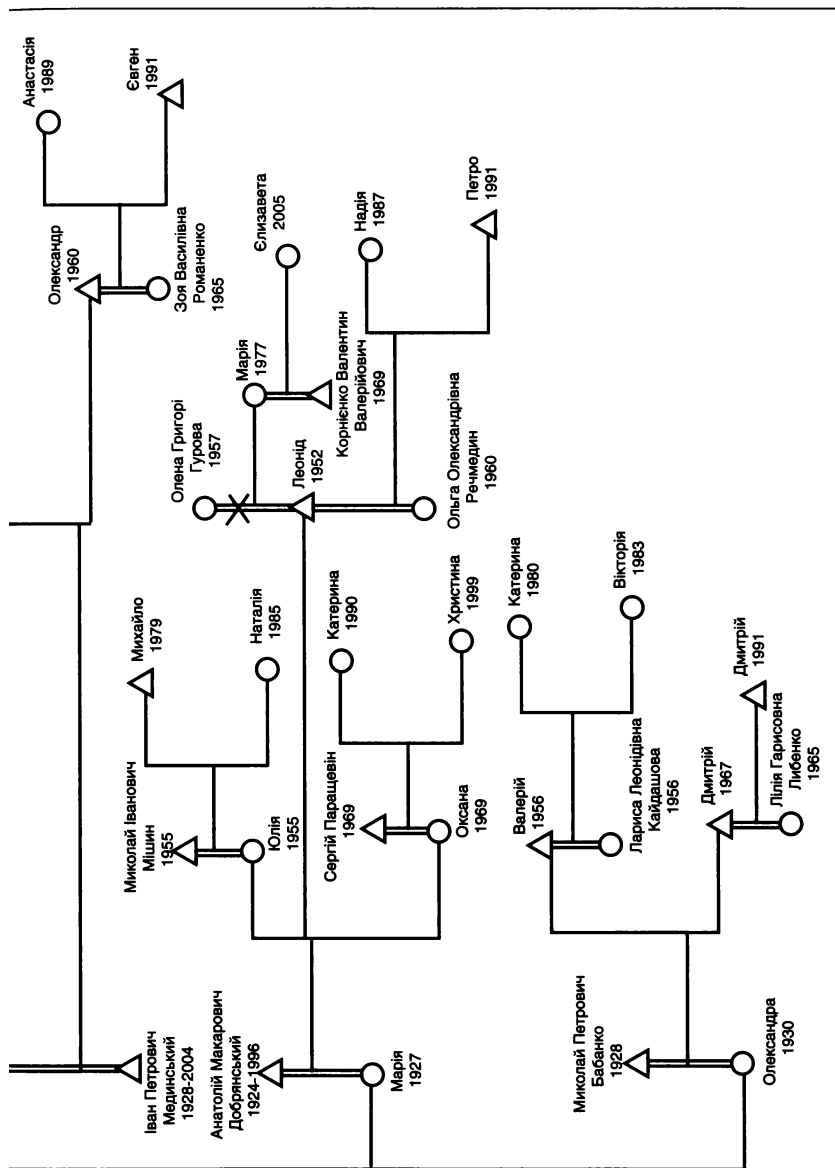 Анастасія
1989
Євген
1991
Олександр
1960
Зоя Василівна
Романенко
1965
Єлизавета
2005
Надія
1987
Петро
1991
Марія
1977
Корнієнко Валентин
Валерійович
1969
Олена Григорі
Гурова
1957
Леонід
1952
Ольга Олександрівна
Речмедин
1960
Михайло
1979
Наталія
1985
Катерина
1990
Христина
1999
Катерина
1980
Вікторія
1983
Дмитрій
1991
Миколай Іванович
Мішин
1955
Юлія
1955
Сергій Паращевін
1969
Оксана
1969
Валерій
1956
Лариса Леонідівна
Кайдашова
1956
Дмитрій
1967
Лілія Гарисовна
Либенко
1965
Іван Петрович
Мединський
1928-2004
Анатолій Макарович
Добрянський
1924-1996
Марія
1927
Миколай Петрович
Бабанко
1928
Олександра
1930